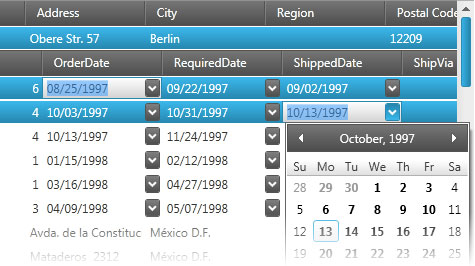 Address City Region Postal Code
Obere Str. 57 Berlin 12209
OrderDate RequiredDate ShippedDate ShipVia
6 08/25/1997 09/22/1997 09/02/1997
4 10/03/1997 10/31/1997 10/13/1997
4 10/13/1997 11/24/1997
1 01/15/1998 02/12/1998
1 03/16/1998 04/27/1998
3 04/09/1998 05/07/1998
Avda. de la Constituc México D.F.
Mataderos 2312 México D.F.
October, 1997
Su Mo Tu We Th Fr Sa
28 29 30 1 2 3 4
5 6 7 8 9 10 11
12 13 14 15 16 17 18
19 20 21 22 23 24 25